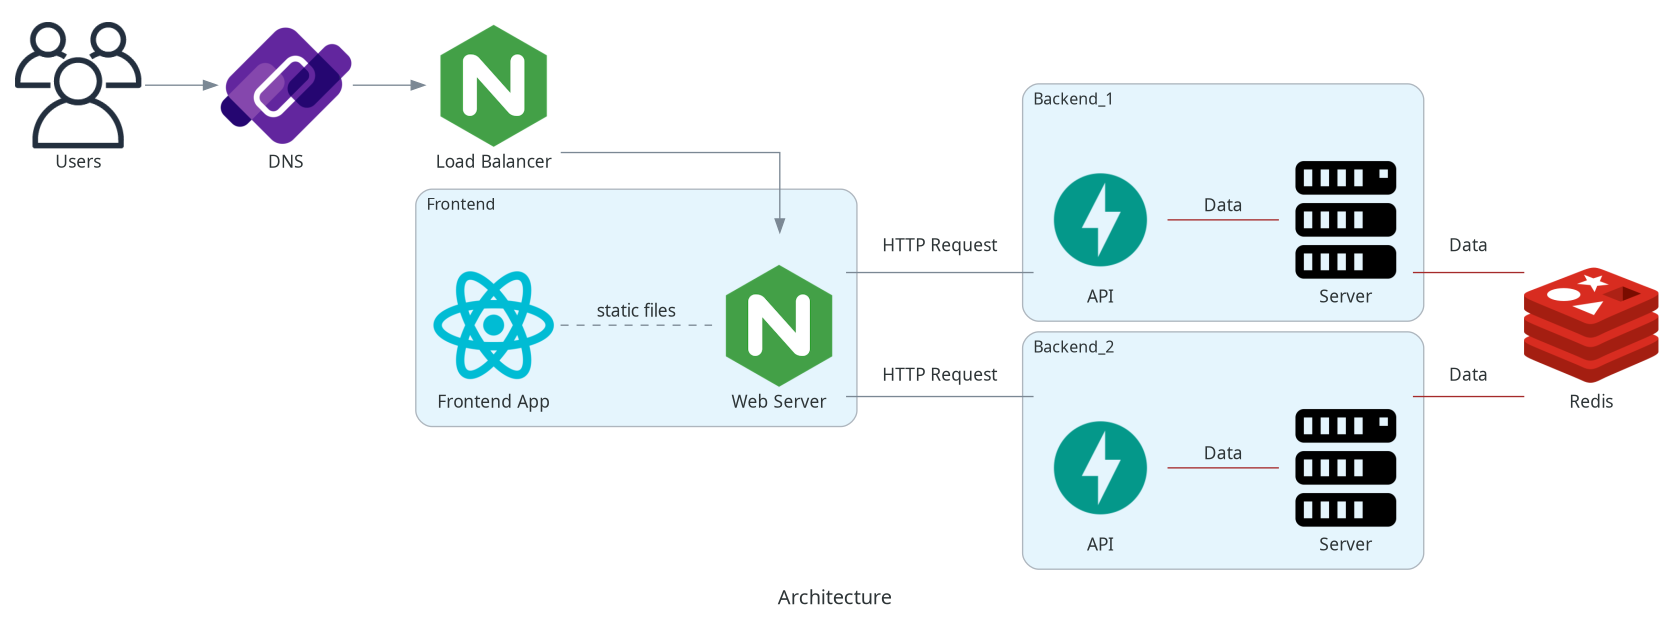 Users
DNS
Load Balancer
Frontend
Frontend App
static files
Web Server
HTTP Request
HTTP Request
Backend_1
API
Data
Server
Backend_2
API
Data
Server
Data
Data
Redis
Architecture